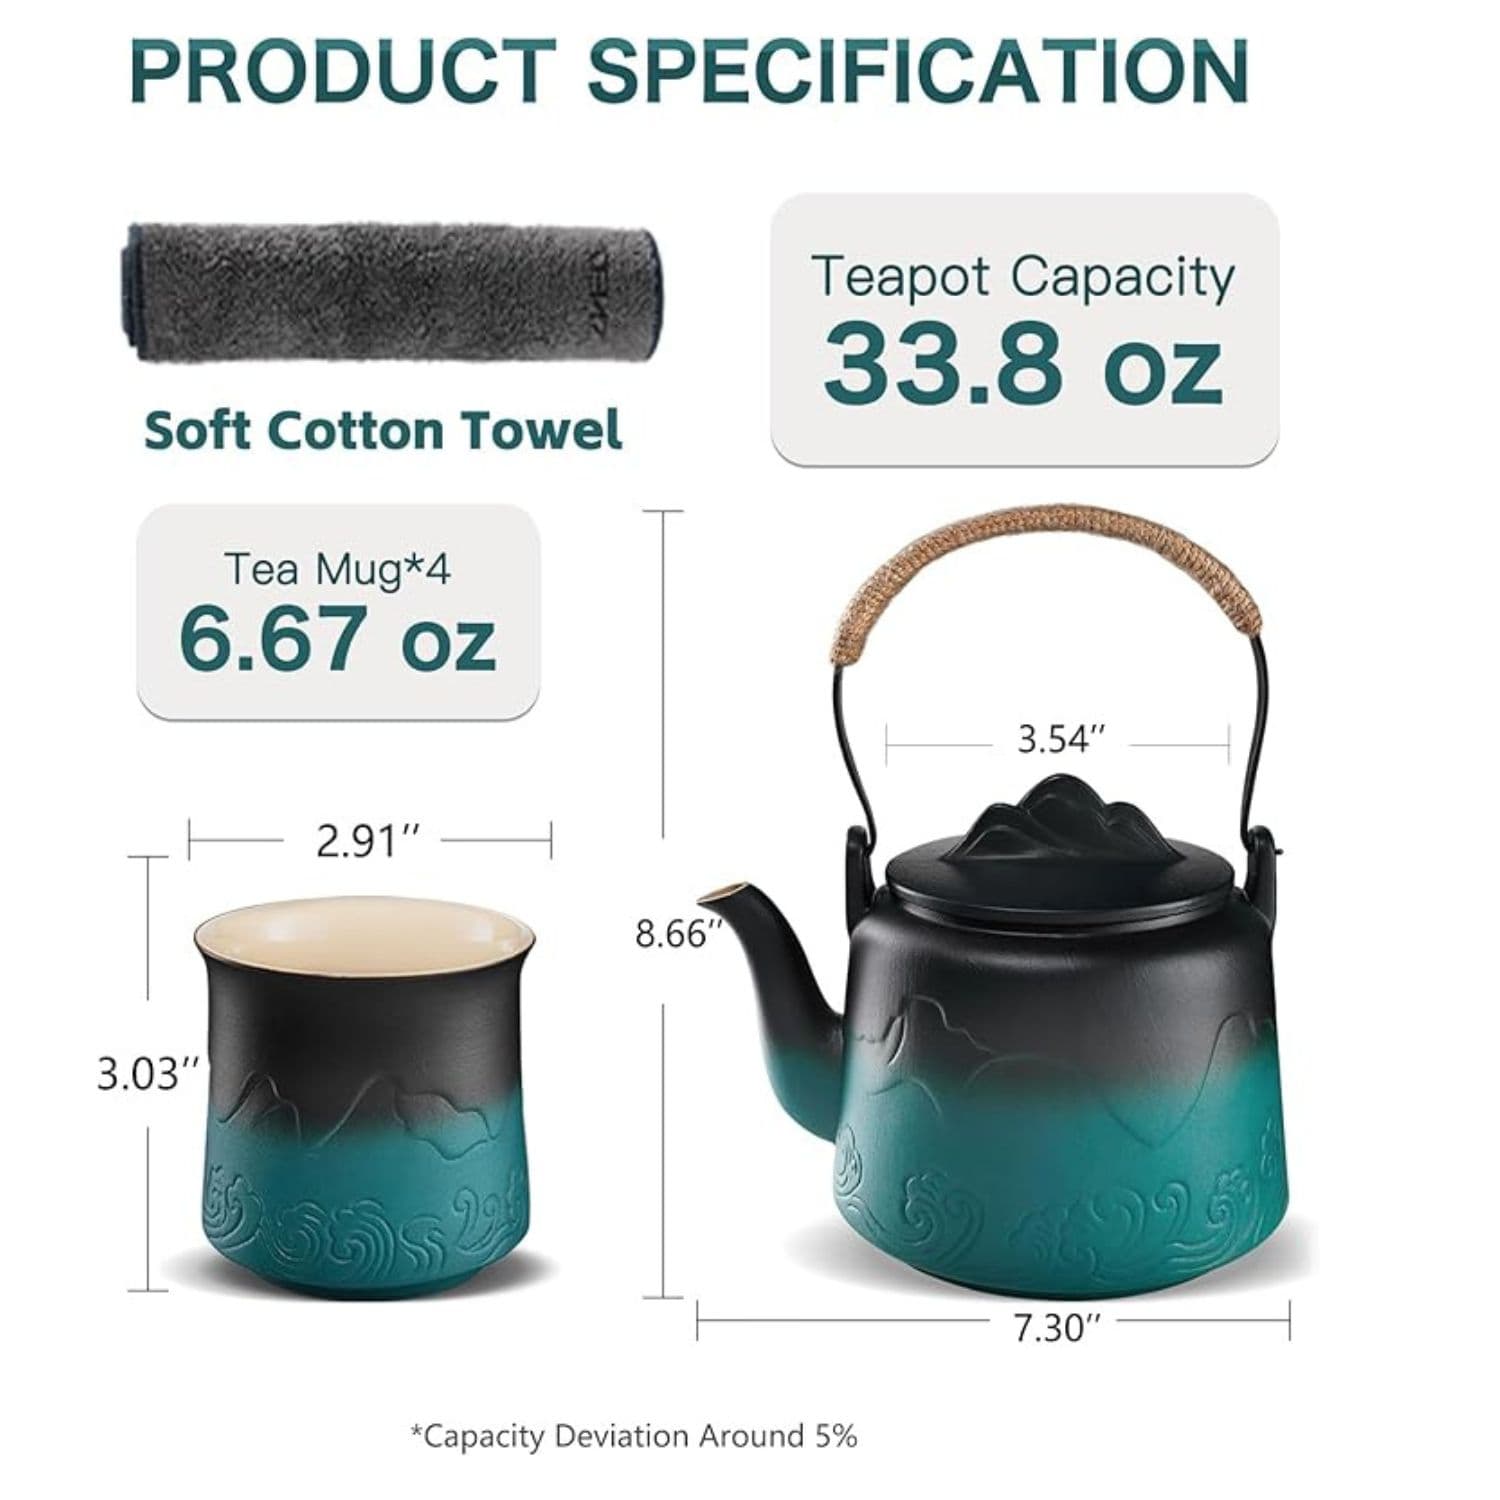 PRODUCT SPECIFICATION
Soft Cotton Towel
Teapot Capacity
33.8 oz
Tea Mug*4
6.67 oz
3.54’’
2.91’’
8.66’’
3.03’’
7.30’’
*Capacity Deviation Around 5%